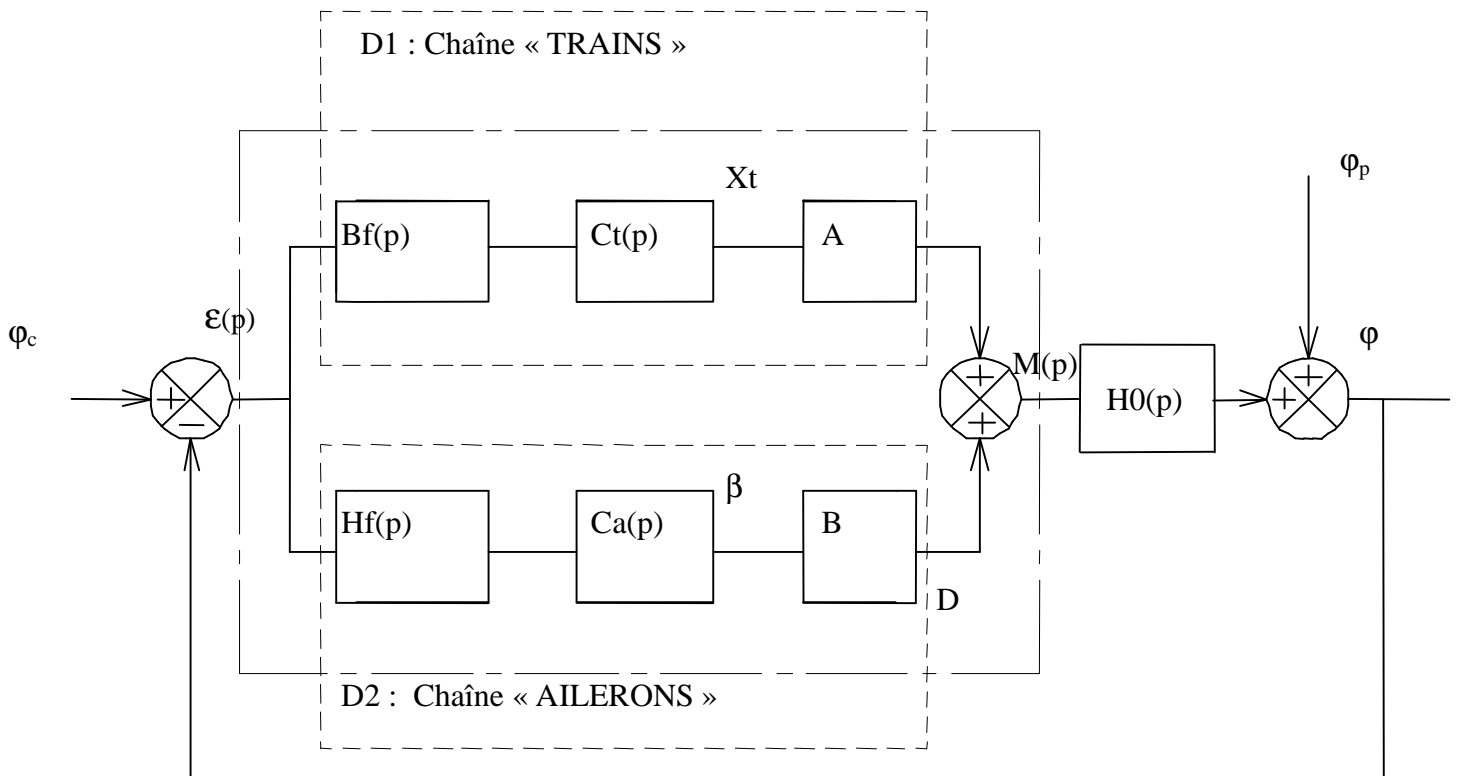 D1 : Chaîne « TRAINS »
φp
Xt
Bf(p)
Ct(p)
A
ε(p)
φc
φ
+
−
+
+
M(p)
H0(p)
+
+
β
Hf(p)
Ca(p)
B
D
D2 : Chaîne « AILERONS »